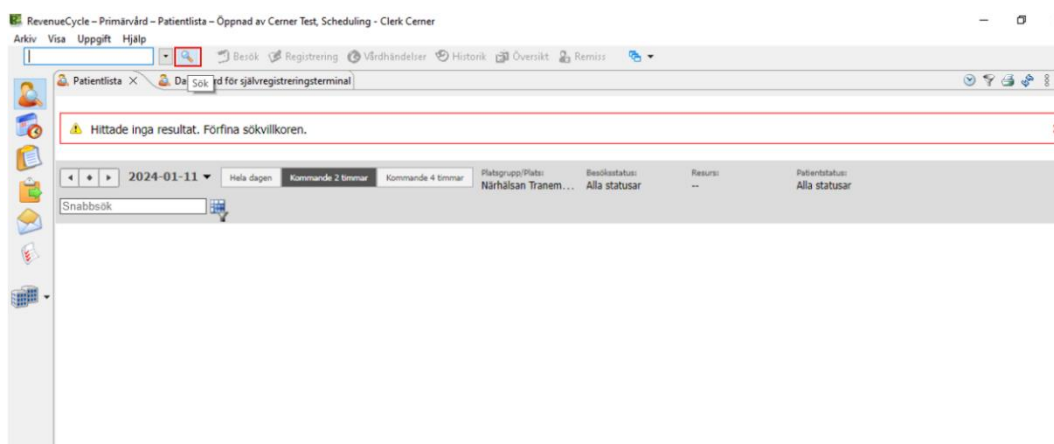 RevenueCycle – Primärvård – Patientlista – Öppnad av Cerner Test, Scheduling - Clerk Cerner
Arkiv Visa Uppgift Hjälp
Besök Registrering Vårdhändelser Historik Översikt Remiss
Patientlista Da rd för självregistreringsterminal
Sök
Hittade inga resultat. Förfina sökvillkoren.
2024-01-11 Hela dagen Kommande 2 timmar Kommande 4 timmar Platsgrupp/Plats: Besöksstatus: Resurs: Patientstatus:
Närhälsan Tranem... Alla statusar -- Alla statusar
Snabbsök